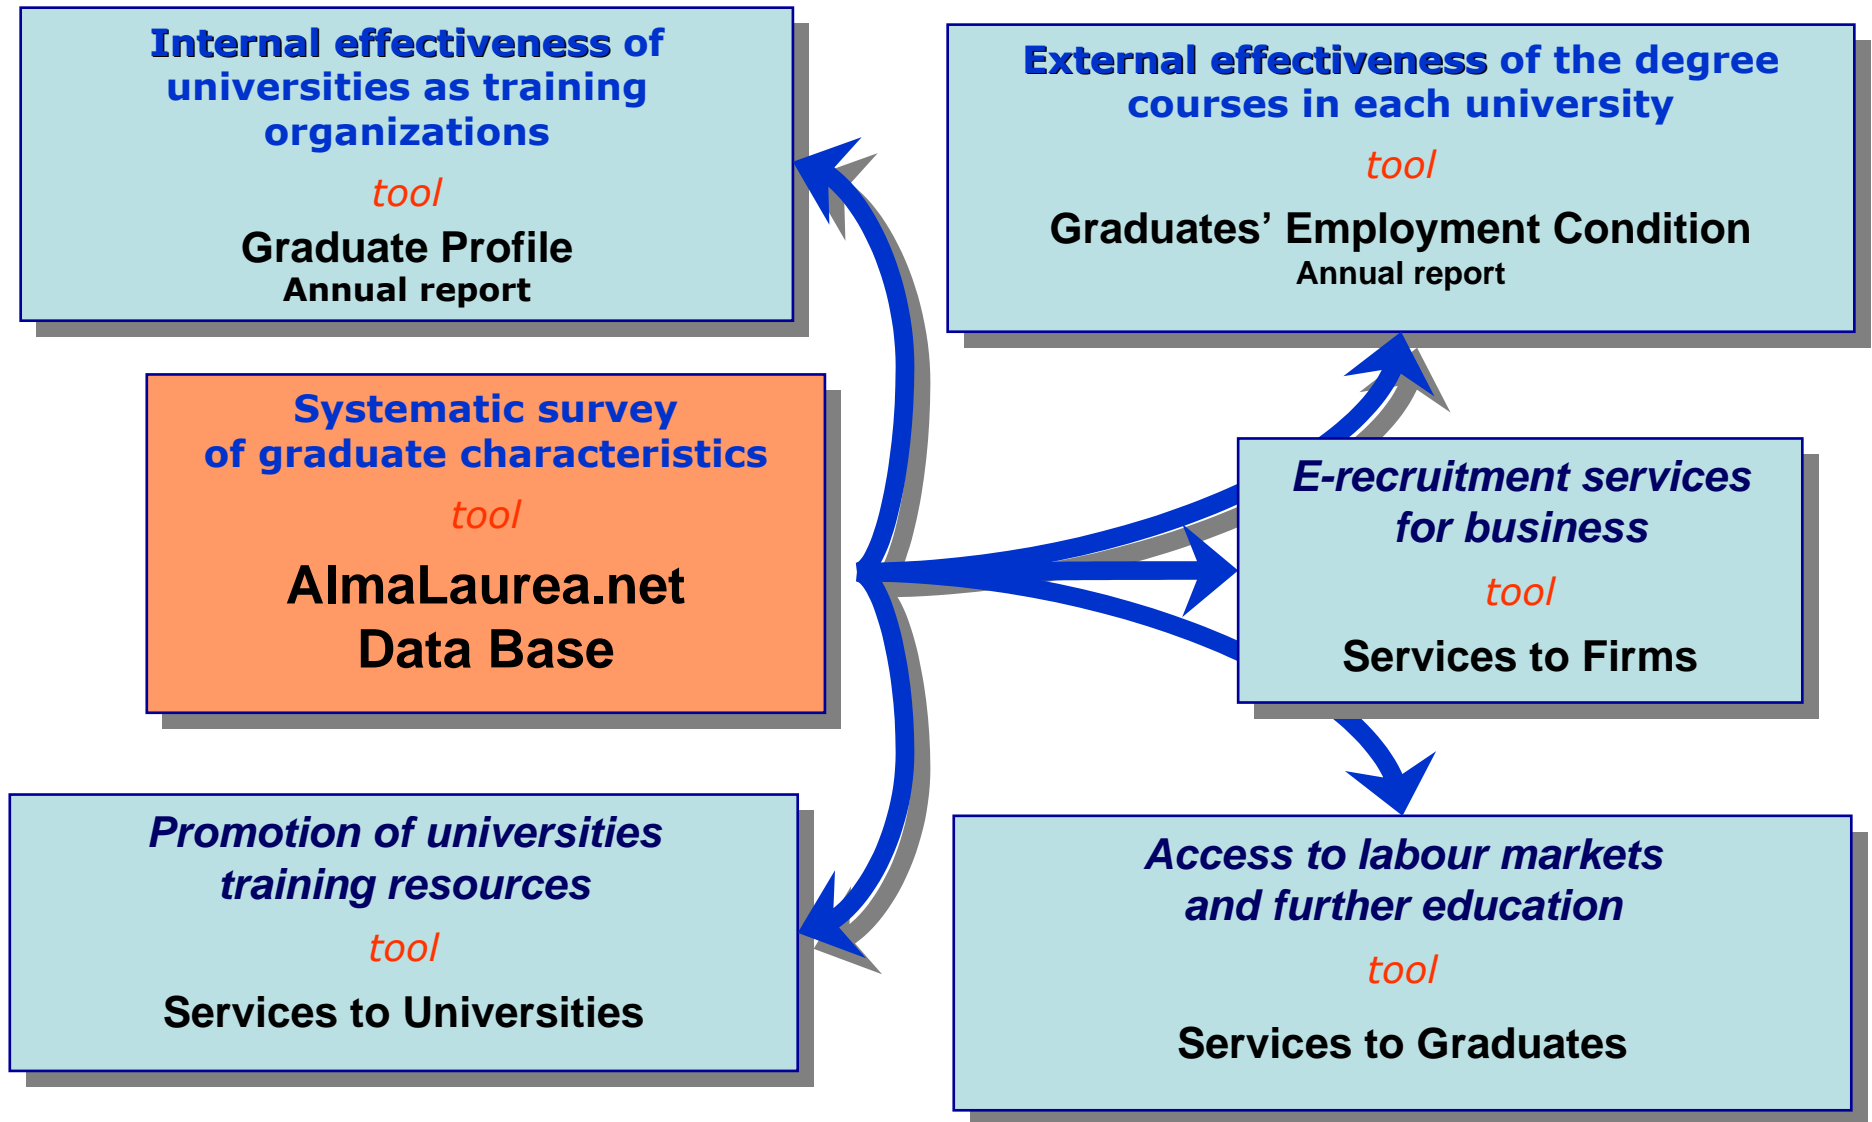 Internal effectiveness of
universities as training
organizations
tool
Graduate Profile
Annual report
External effectiveness of the degree
courses in each university
tool
Graduates’ Employment Condition
Annual report
Systematic survey
of graduate characteristics
tool
AlmaLaurea.net
Data Base
E-recruitment services
for business
tool
Services to Firms
Promotion of universities
training resources
tool
Services to Universities
Access to labour markets
and further education
tool
Services to Graduates